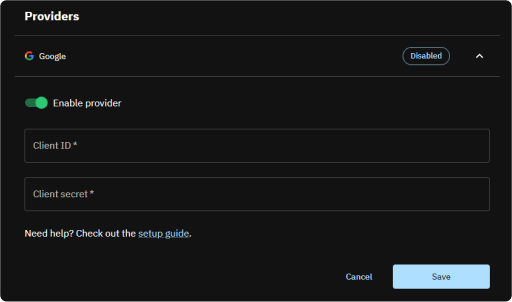 Providers
Google
Disabled
Enable provider
Client ID *
Client secret *
Need help? Check out the setup guide.
Cancel
Save